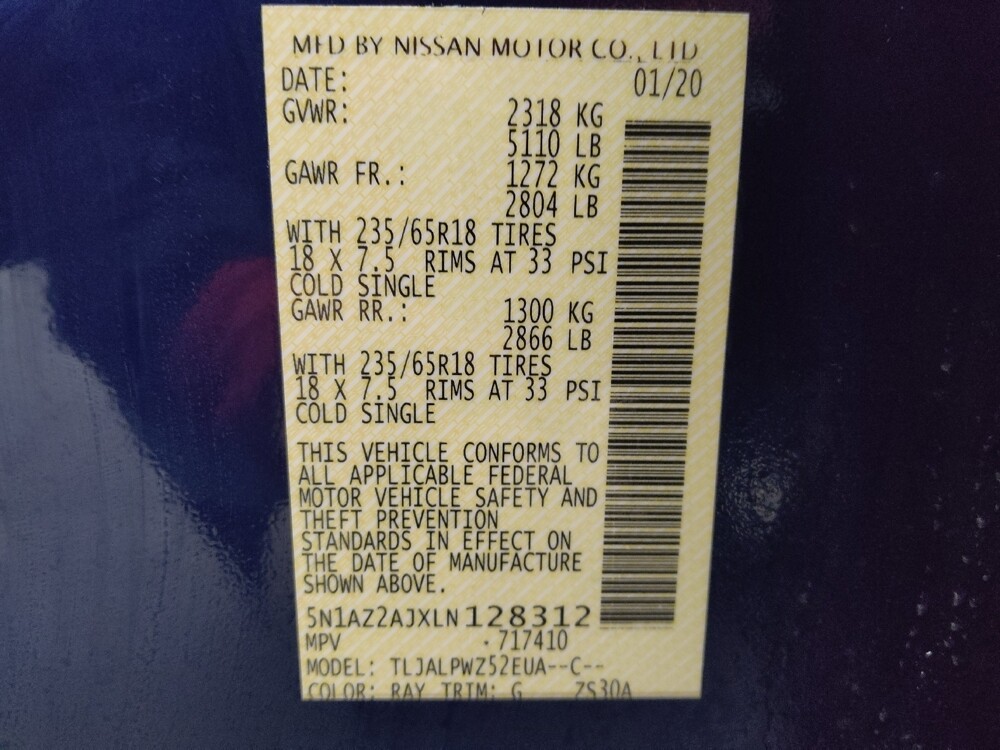 MFD BY NISSAN MOTOR CO., LTD
DATE: 01/20
GVWR: 2318 KG
5110 LB
GAWR FR.: 1272 KG
2804 LB
WITH 235/65R18 TIRES
18 X 7.5 RIMS AT 33 PSI
COLD SINGLE
GAWR RR.: 1300 KG
2866 LB
WITH 235/65R18 TIRES
18 X 7.5 RIMS AT 33 PSI
COLD SINGLE
THIS VEHICLE CONFORMS TO
ALL APPLICABLE FEDERAL
MOTOR VEHICLE SAFETY AND
THEFT PREVENTION
STANDARDS IN EFFECT ON
THE DATE OF MANUFACTURE
SHOWN ABOVE.
5N1AZ2AJXLN128312
MPV ·717410
MODEL: TLJALPWZ52EUA--C--
COLOR: RAY TRIM: G ZS30A